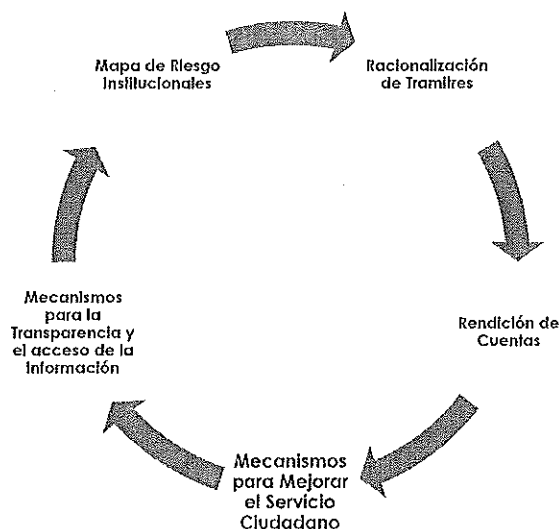 Mapa de Riesgo
Institucionales
Racionalización
de Tramitres
Rendición de
Cuentas
Mecanismos
para Mejorar
el Servicio
Ciudadano
Mecanismos
para la
Transparencia y
el acceso de la
Información